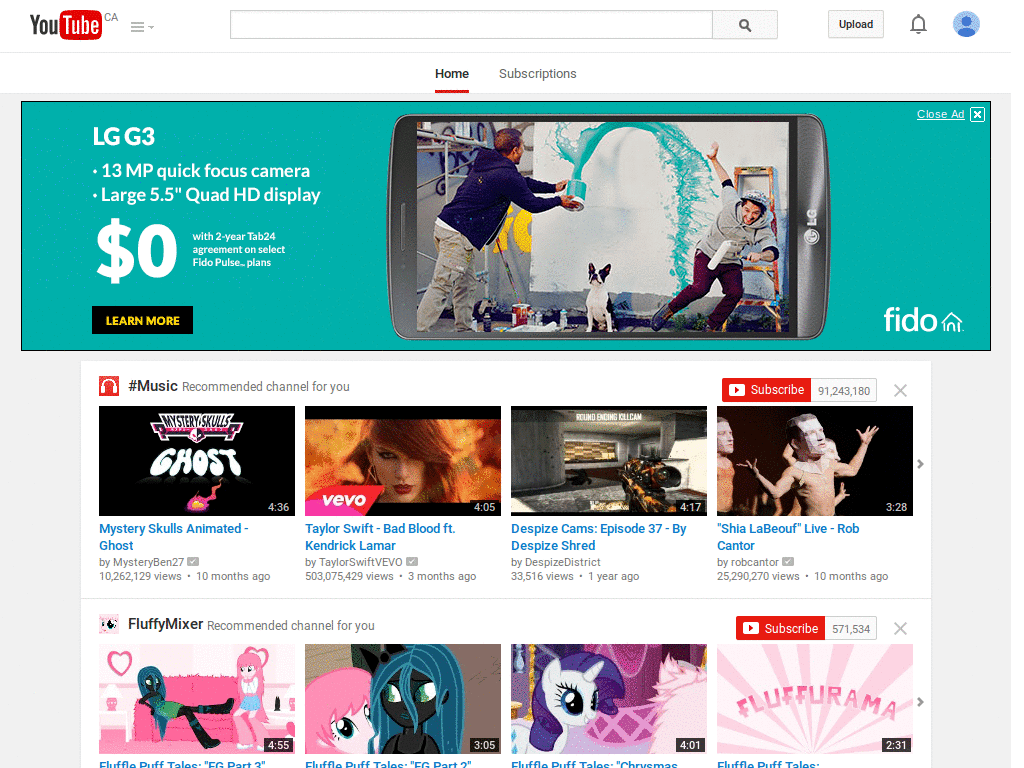 YouTube CA
Upload
Home Subscriptions
Close Ad
LG G3
• 13 MP quick focus camera
• Large 5.5" Quad HD display
$0
with 2-year Tab24
agreement on select
Fido Pulse™ plans
LEARN MORE
LG
fido
#Music Recommended channel for you
Subscribe 91,243,180
MYSTERY SKULLS
GHOST
4:36
vevo
4:05
ROUND ENDING KILLCAM
4:17
3:28
Mystery Skulls Animated -
Ghost
by MysteryBen27
10,262,129 views • 10 months ago
Taylor Swift - Bad Blood ft.
Kendrick Lamar
by TaylorSwiftVEVO
503,075,429 views • 3 months ago
Despize Cams: Episode 37 - By
Despize Shred
by DespizeDistrict
33,516 views • 1 year ago
"Shia LaBeouf" Live - Rob
Cantor
by robcantor
25,290,270 views • 10 months ago
FluffyMixer Recommended channel for you
Subscribe 571,534
4:55
3:05
4:01
FLUFFURAMA
2:31
Fluffle Puff Tales: "FG Part 3"
Fluffle Puff Tales: "FG Part 2"
Fluffle Puff Tales: "Chrysmas
Fluffle Puff Tales: